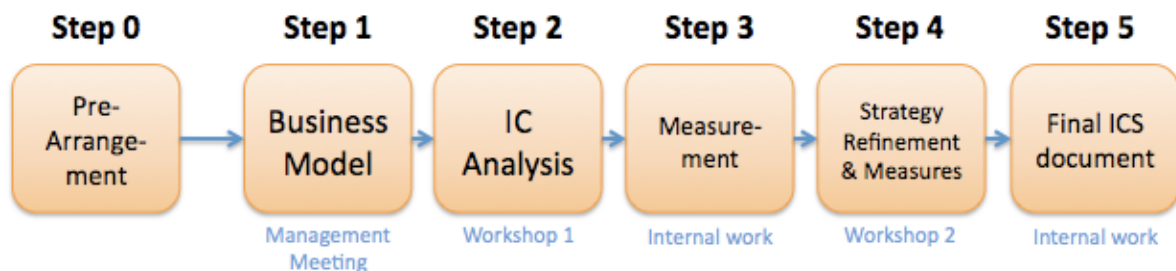 Step 0
Step 1
Step 2
Step 3
Step 4
Step 5
Pre-
Arrange-
ment
Business
Model
IC
Analysis
Measure-
ment
Strategy
Refinement
& Measures
Final ICS
document
Management
Meeting
Workshop 1
Internal work
Workshop 2
Internal work